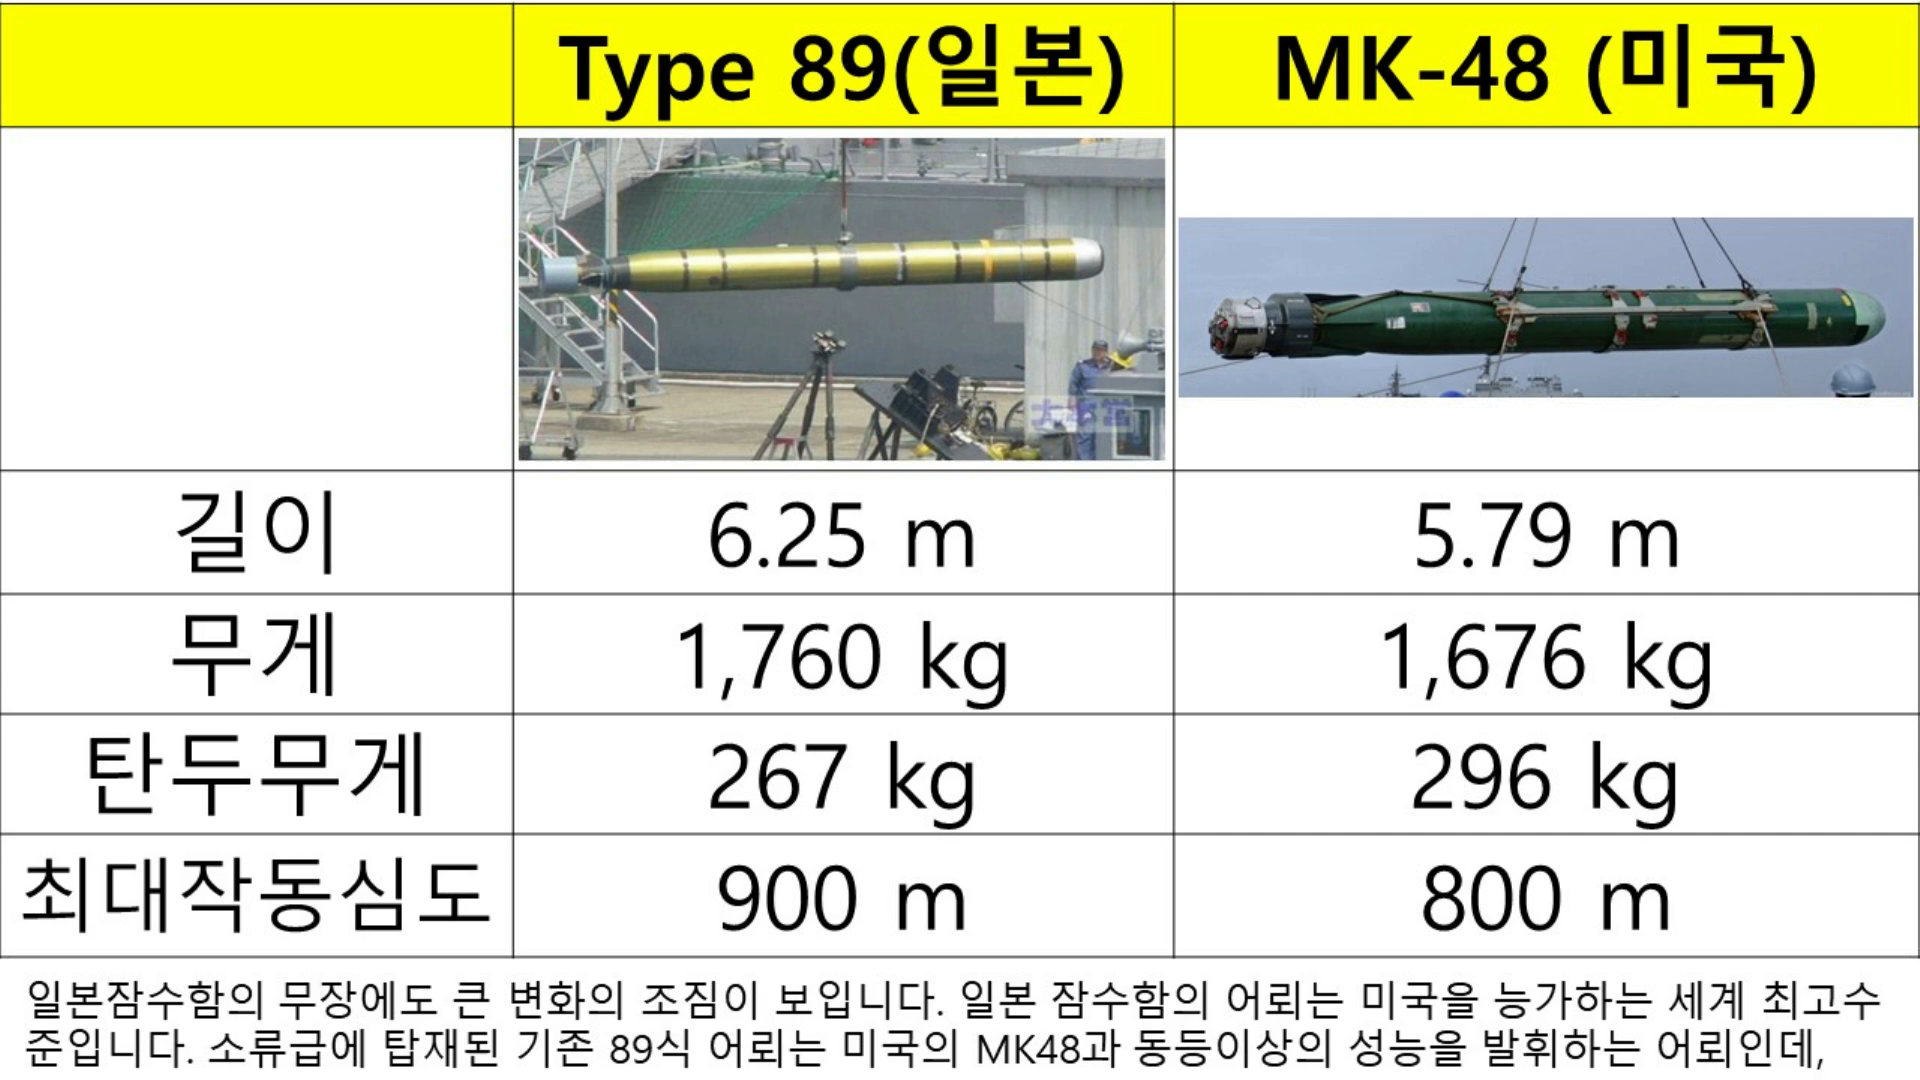 Type 89(일본) MK-48 (미국)
길이 6.25 m 5.79 m
무게 1,760 kg 1,676 kg
탄두무게 267 kg 296 kg
최대작동심도 900 m 800 m
일본잠수함의 무장에도 큰 변화의 조짐이 보입니다. 일본 잠수함의 어뢰는 미국을 능가하는 세계 최고수
준입니다. 소류급에 탑재된 기존 89식 어뢰는 미국의 MK48과 동등이상의 성능을 발휘하는 어뢰인데,